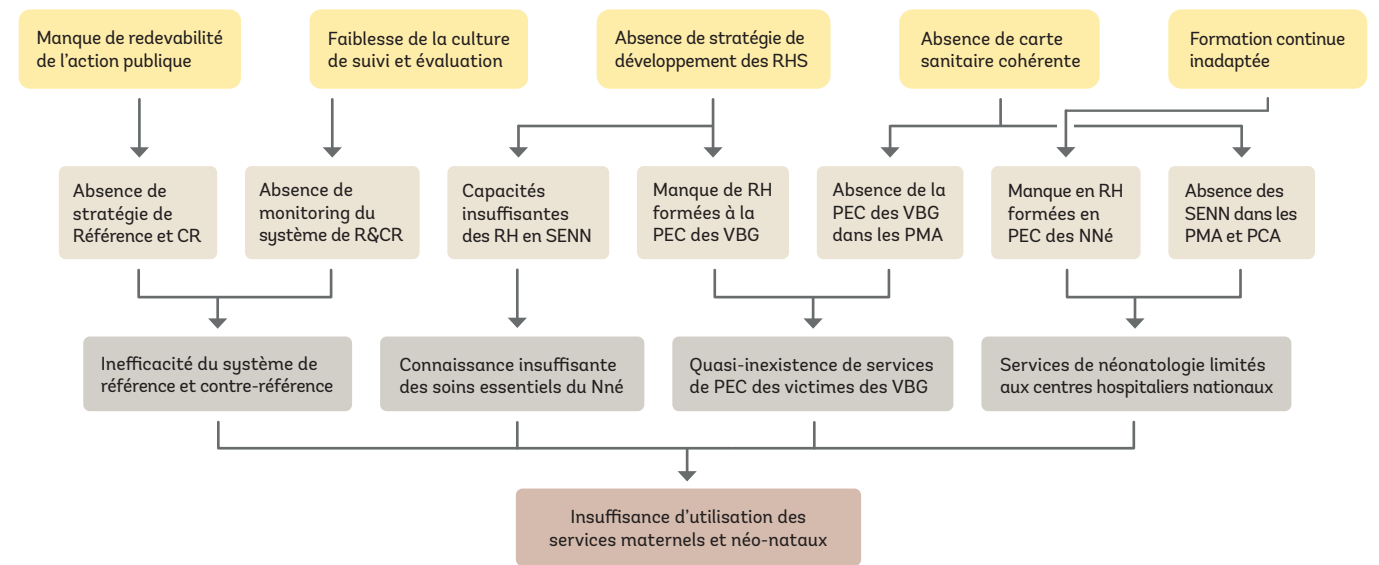 Manque de redevabilité
de l'action publique
Faiblesse de la culture
de suivi et évaluation
Absence de stratégie de
développement des RHS
Absence de carte
sanitaire cohérente
Formation continue
inadaptée
Absence de
stratégie de
Référence et CR
Absence de
monitoring du
système de R&CR
Capacités
insuffisantes
des RH en SENN
Manque de RH
formées à la
PEC des VBG
Absence de la
PEC des VBG
dans les PMA
Manque en RH
formées en
PEC des NNé
Absence des
SENN dans les
PMA et PCA
Inefficacité du système de
référence et contre-référence
Connaissance insuffisante
des soins essentiels du Nné
Quasi-inexistence de services
de PEC des victimes des VBG
Services de néonatologie limités
aux centres hospitaliers nationaux
Insuffisance d'utilisation des
services maternels et néo-nataux